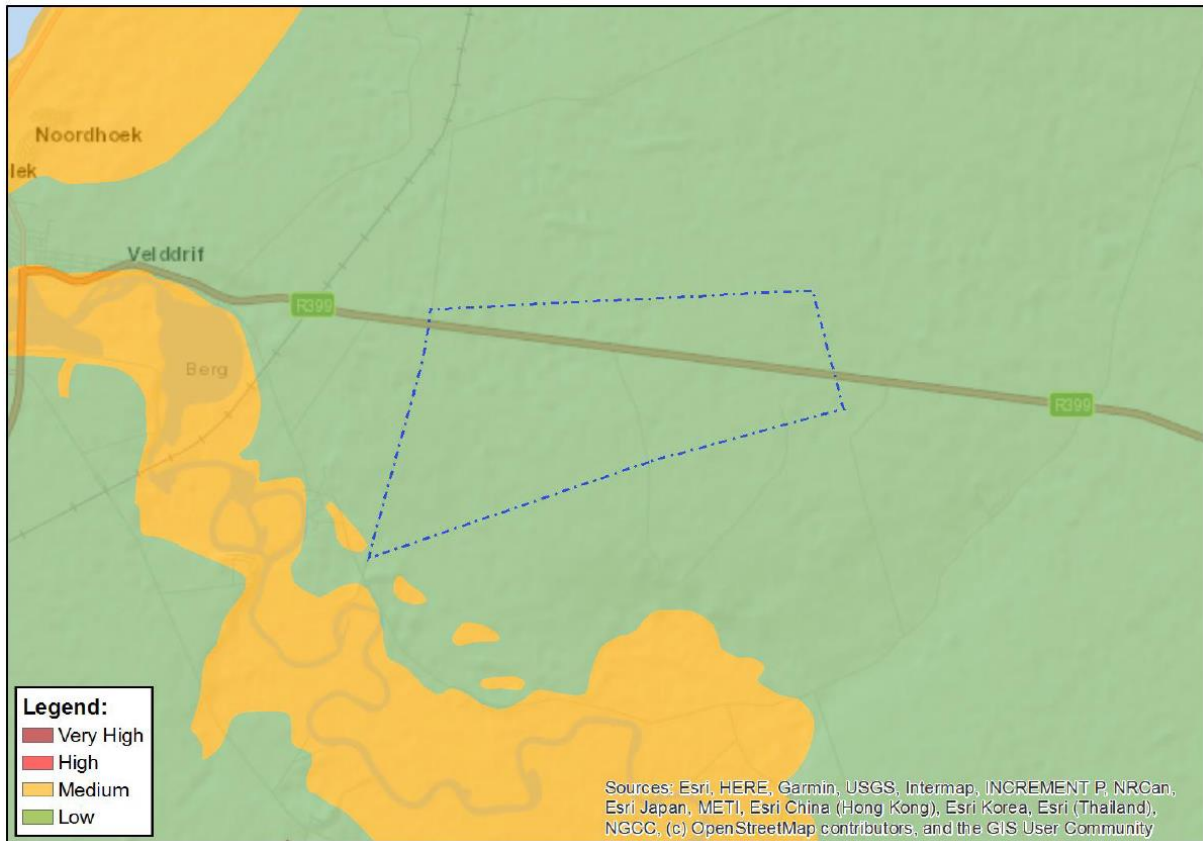 Noordhoek
lek
Velddrif
R399
Berg
R399
Legend:
Very High
High
Medium
Low
Sources: Esri, HERE, Garmin, USGS, Intermap, INCREMENT P, NRCan,
Esri Japan, METI, Esri China (Hong Kong), Esri Korea, Esri (Thailand),
NGCC, (c) OpenStreetMap contributors, and the GIS User Community